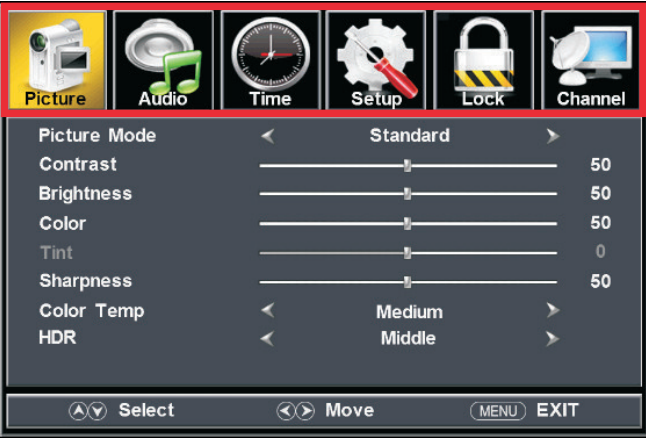 Picture Audio Time Setup Lock Channel
Picture Mode Standard
Contrast 50
Brightness 50
Color 50
Tint 0
Sharpness 50
Color Temp Medium
HDR Middle
Select Move MENU EXIT